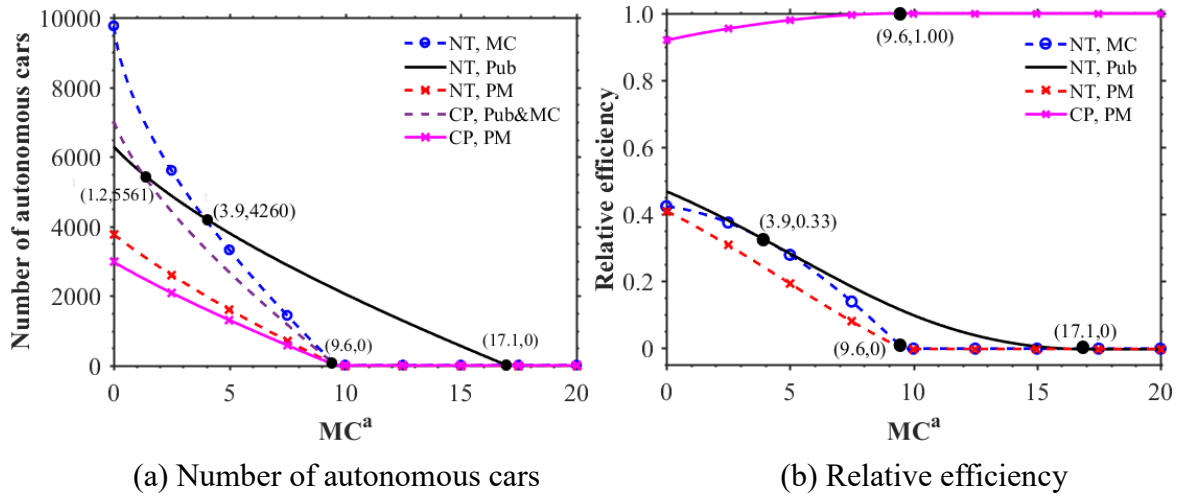 10000
8000
6000
4000
2000
0
Number of autonomous cars
NT, MC
NT, Pub
NT, PM
CP, Pub&MC
CP, PM
(1.2,5561)
(3.9,4260)
(9.6,0)
(17.1,0)
0 5 10 15 20
MCᵃ
(a) Number of autonomous cars
1.0
0.8
0.6
0.4
0.2
0
Relative efficiency
(9.6,1.00)
NT, MC
NT, Pub
NT, PM
CP, PM
(3.9,0.33)
(9.6,0)
(17.1,0)
0 5 10 15 20
MCᵃ
(b) Relative efficiency